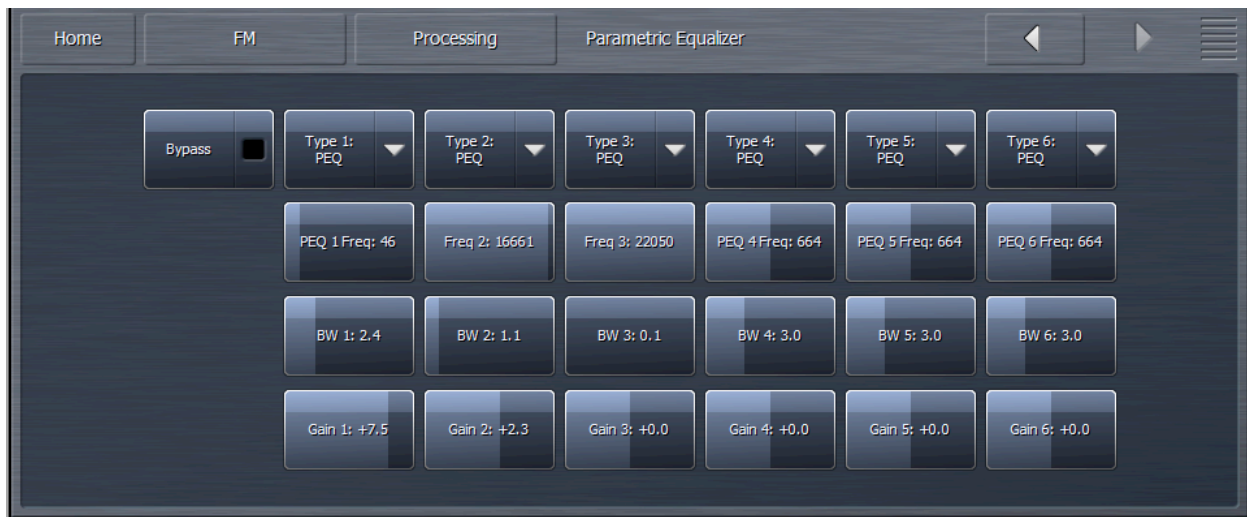 Home FM Processing Parametric Equalizer
Bypass
Type 1:
PEQ
Type 2:
PEQ
Type 3:
PEQ
Type 4:
PEQ
Type 5:
PEQ
Type 6:
PEQ
PEQ 1 Freq: 46 Freq 2: 16661 Freq 3: 22050 PEQ 4 Freq: 664 PEQ 5 Freq: 664 PEQ 6 Freq: 664
BW 1: 2.4 BW 2: 1.1 BW 3: 0.1 BW 4: 3.0 BW 5: 3.0 BW 6: 3.0
Gain 1: +7.5 Gain 2: +2.3 Gain 3: +0.0 Gain 4: +0.0 Gain 5: +0.0 Gain 6: +0.0